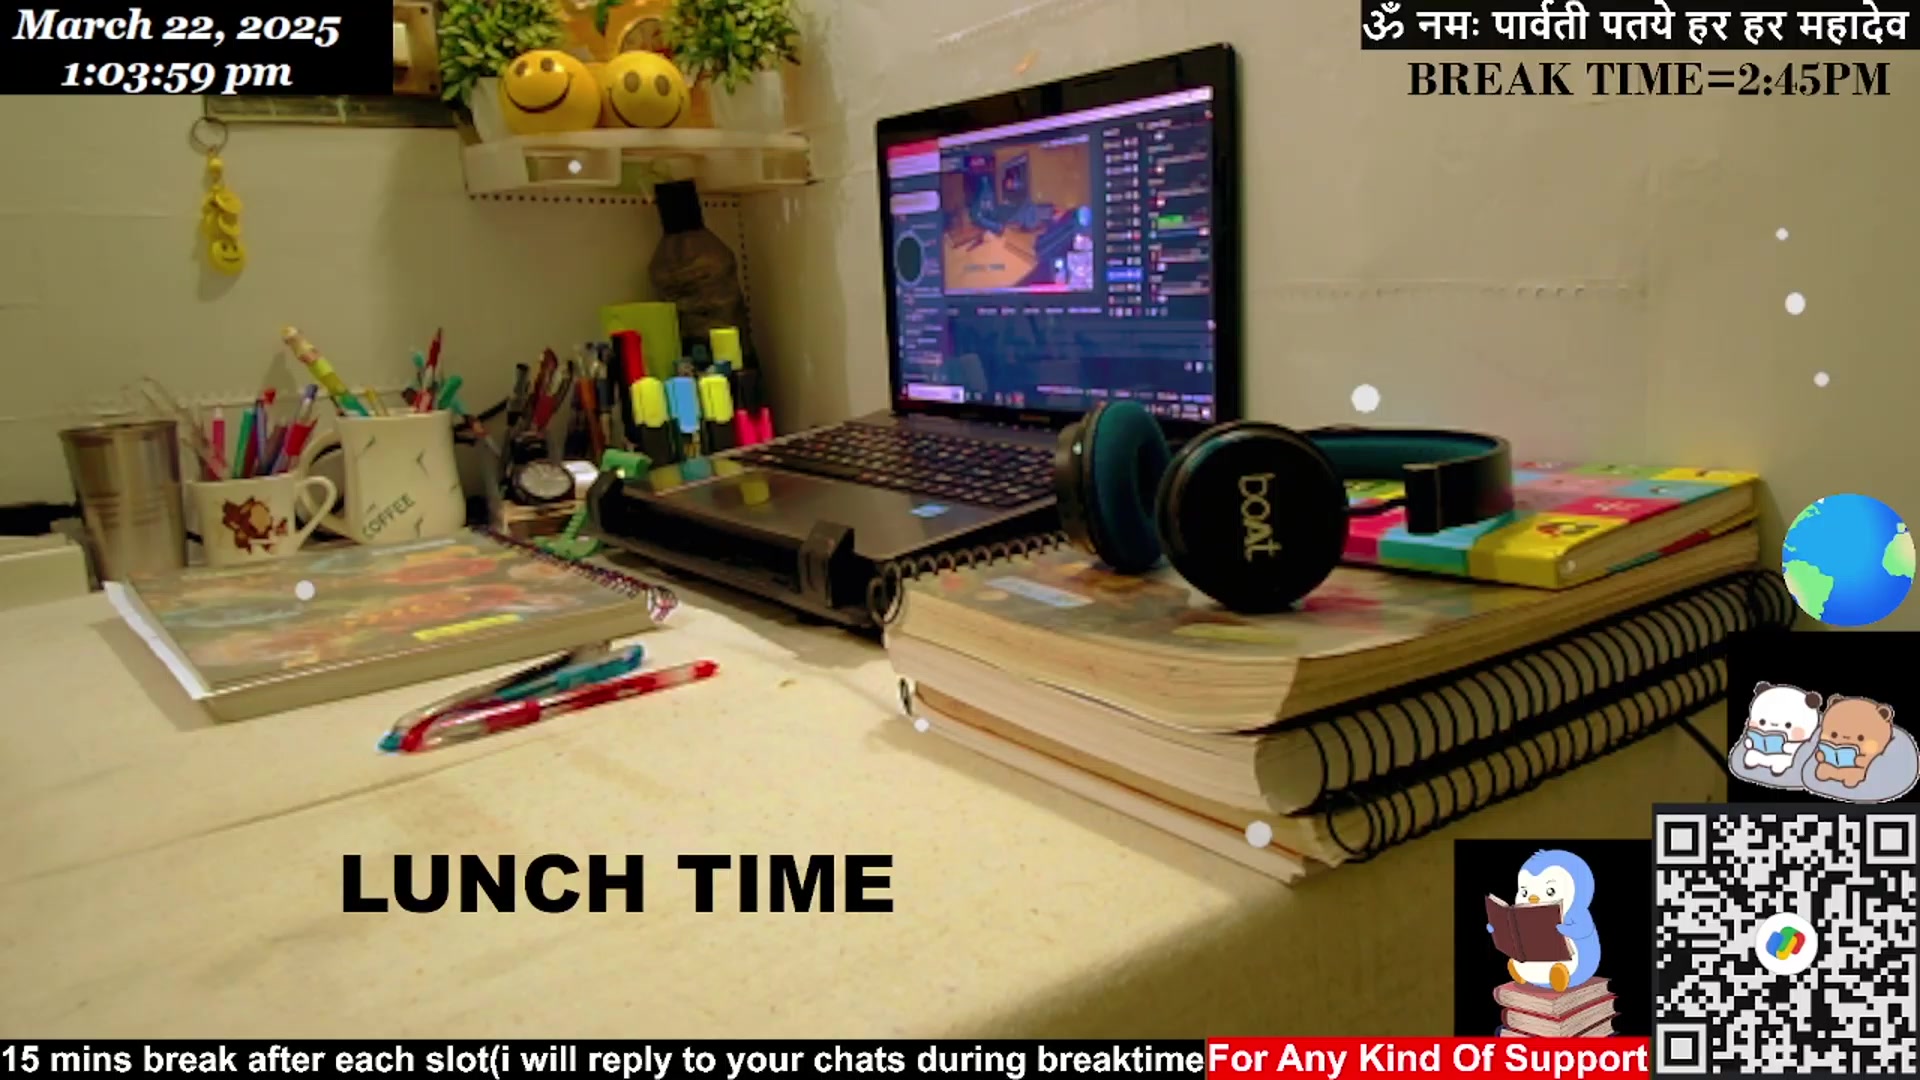 March 22, 2025
1:03:59 pm
ॐ नमः पार्वती पतये हर हर महादेव
BREAK TIME=2:45PM
COFFEE
boAt
LUNCH TIME
15 mins break after each slot(i will reply to your chats during breaktime
For Any Kind Of Support